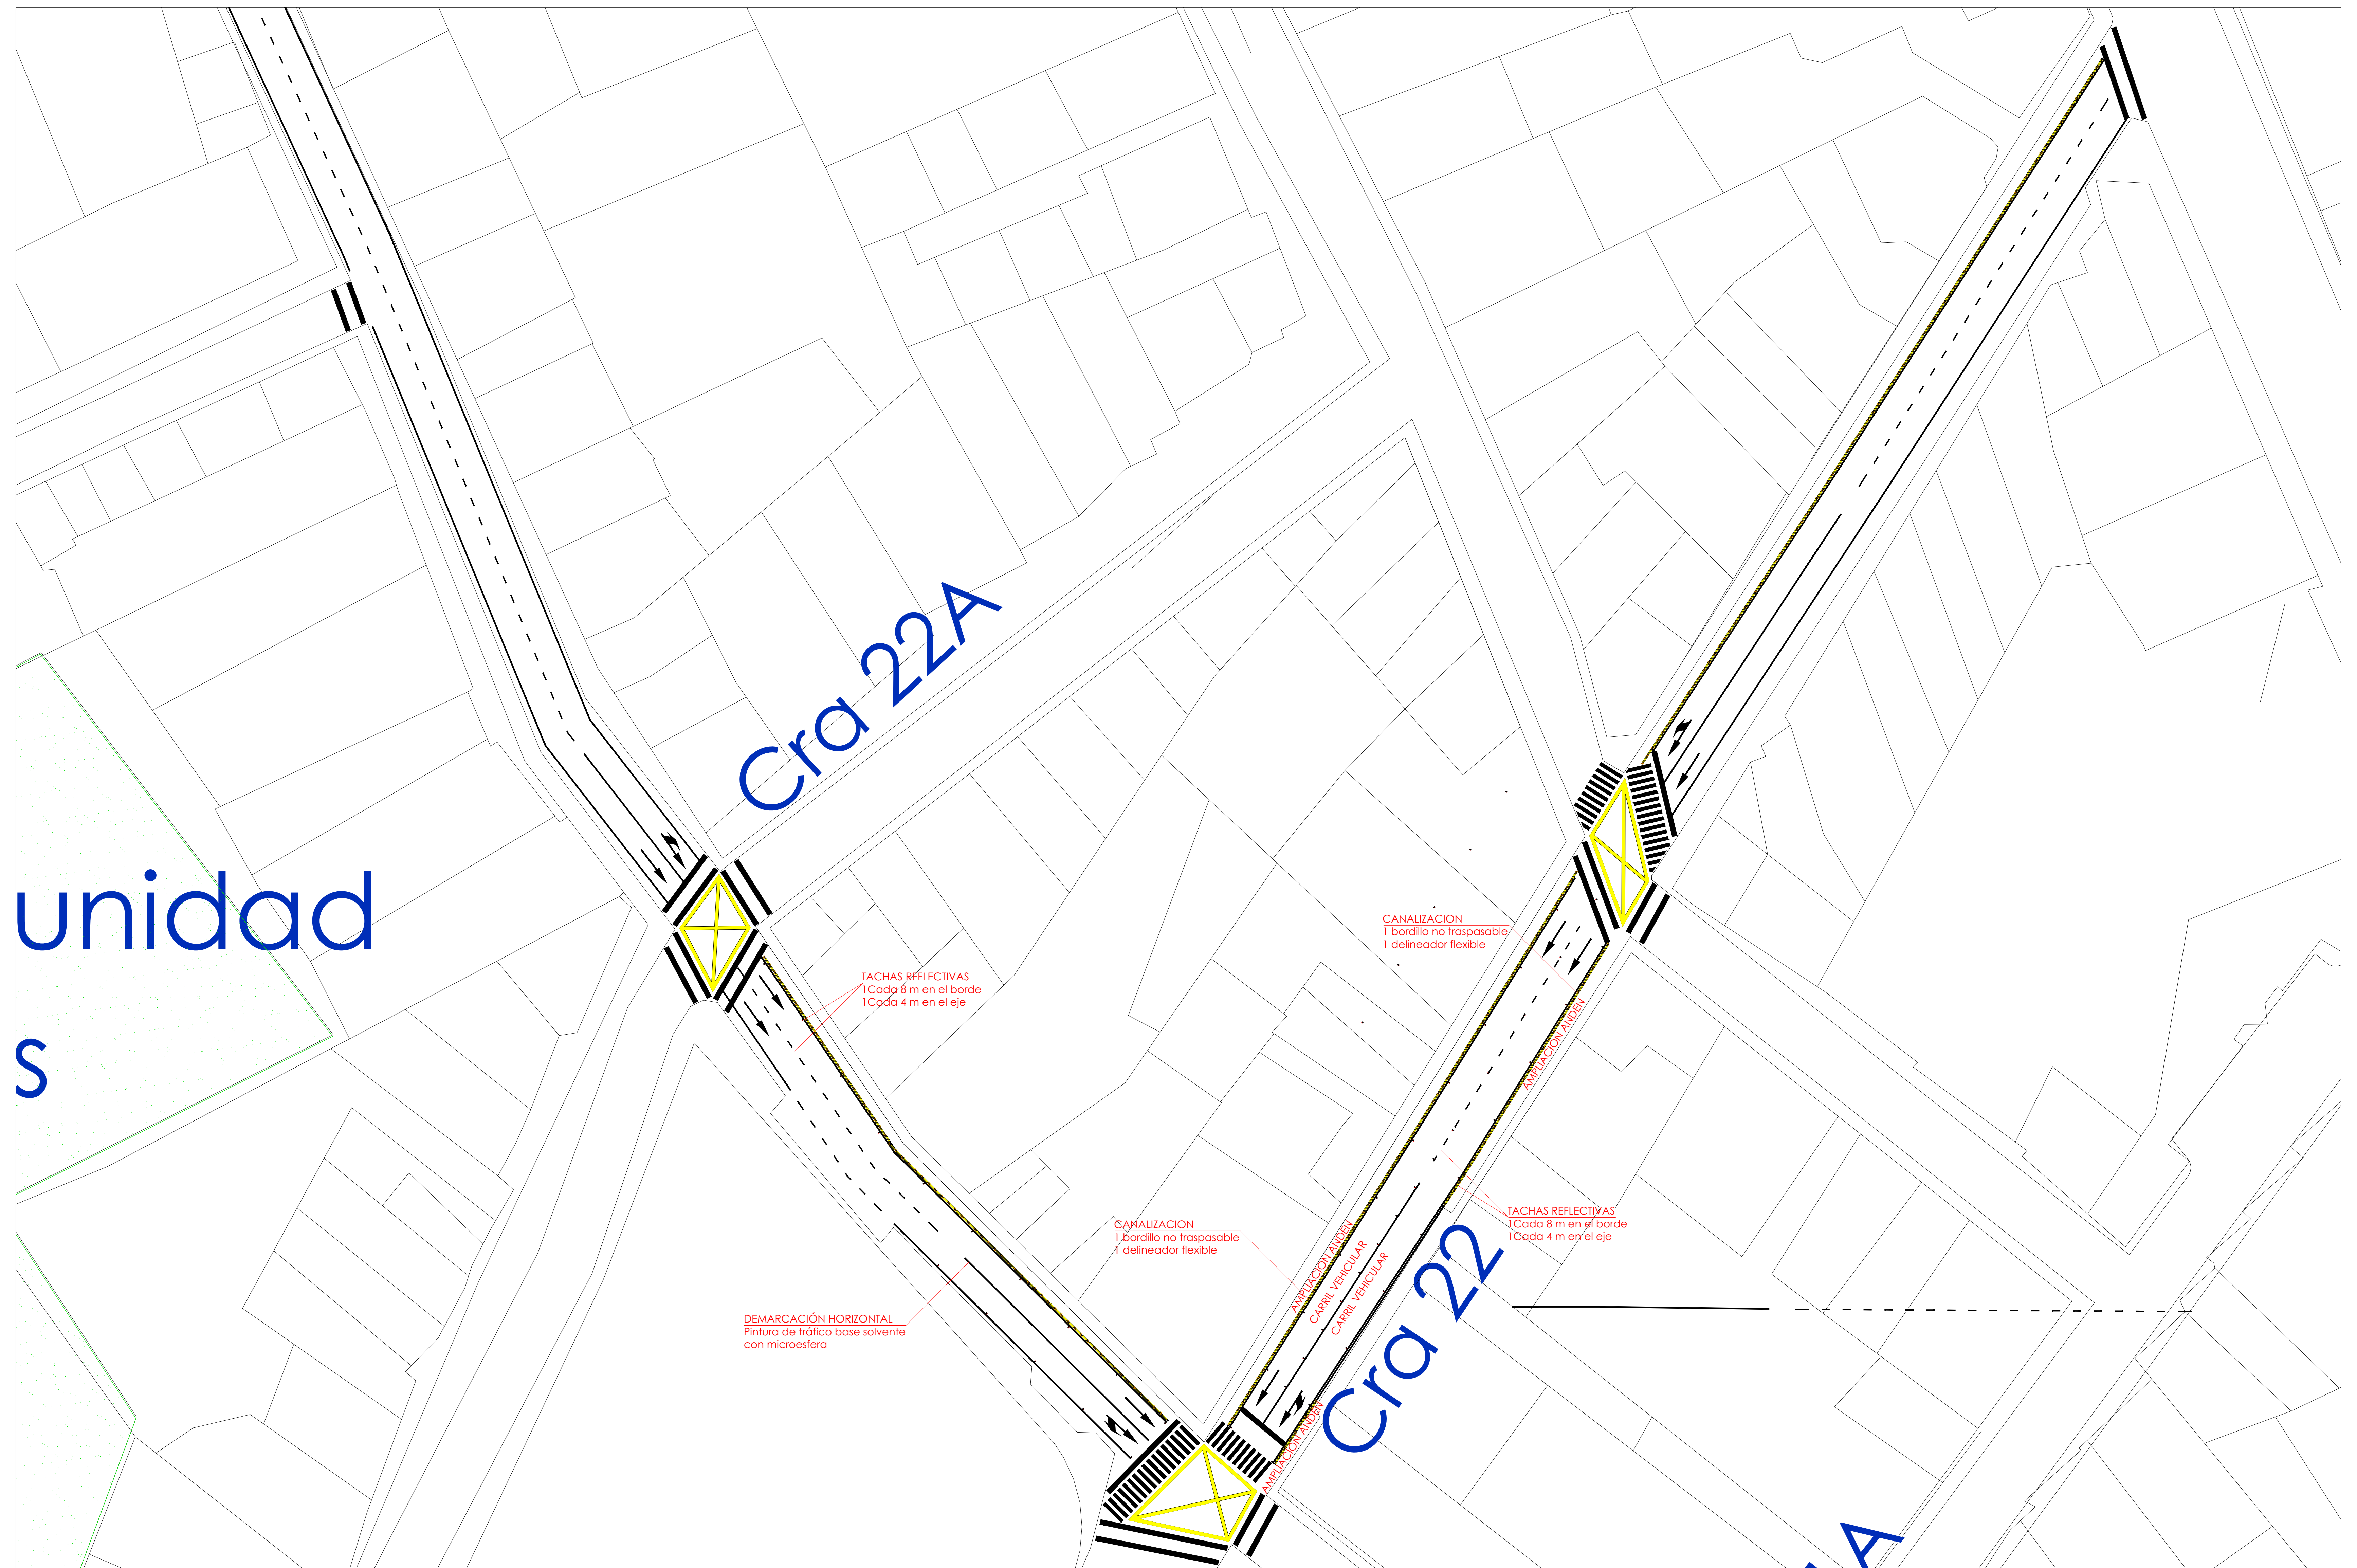 Cra 22A
unidad
s
CANALIZACION
1 bordillo no traspasable
1 delineador flexible
TACHAS REFLECTIVAS
1Cada 8 m en el borde
1Cada 4 m en el eje
AMPLIACION ANDEN
TACHAS REFLECTIVAS
1Cada 8 m en el borde
1Cada 4 m en el eje
CANALIZACION
1 bordillo no traspasable
1 delineador flexible
AMPLIACION ANDEN
CARRIL VEHICULAR
CARRIL VEHICULAR
Cra 22
DEMARCACIÓN HORIZONTAL
Pintura de tráfico base solvente
con microesfera
AMPLIACION ANDEN
A